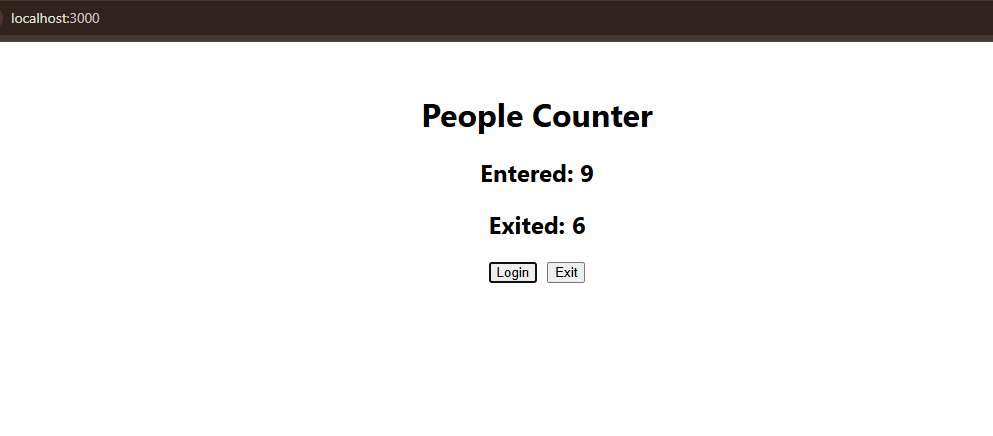 localhost:3000
People Counter
Entered: 9
Exited: 6
Login Exit